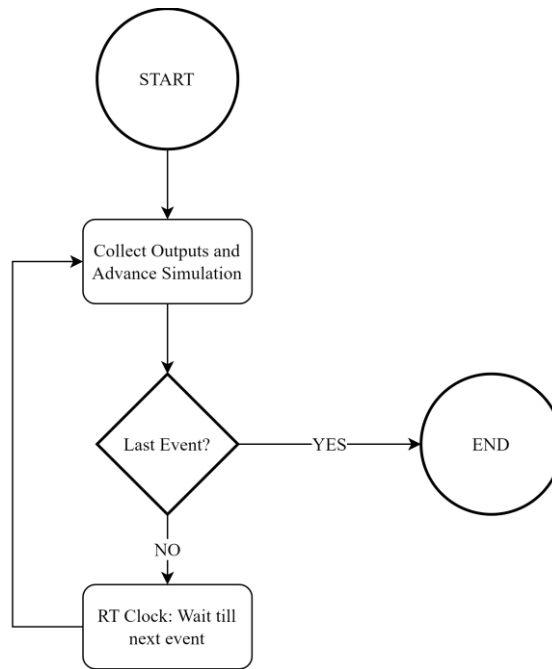 START
Collect Outputs and
Advance Simulation
Last Event?
YES
END
NO
RT Clock: Wait till
next event